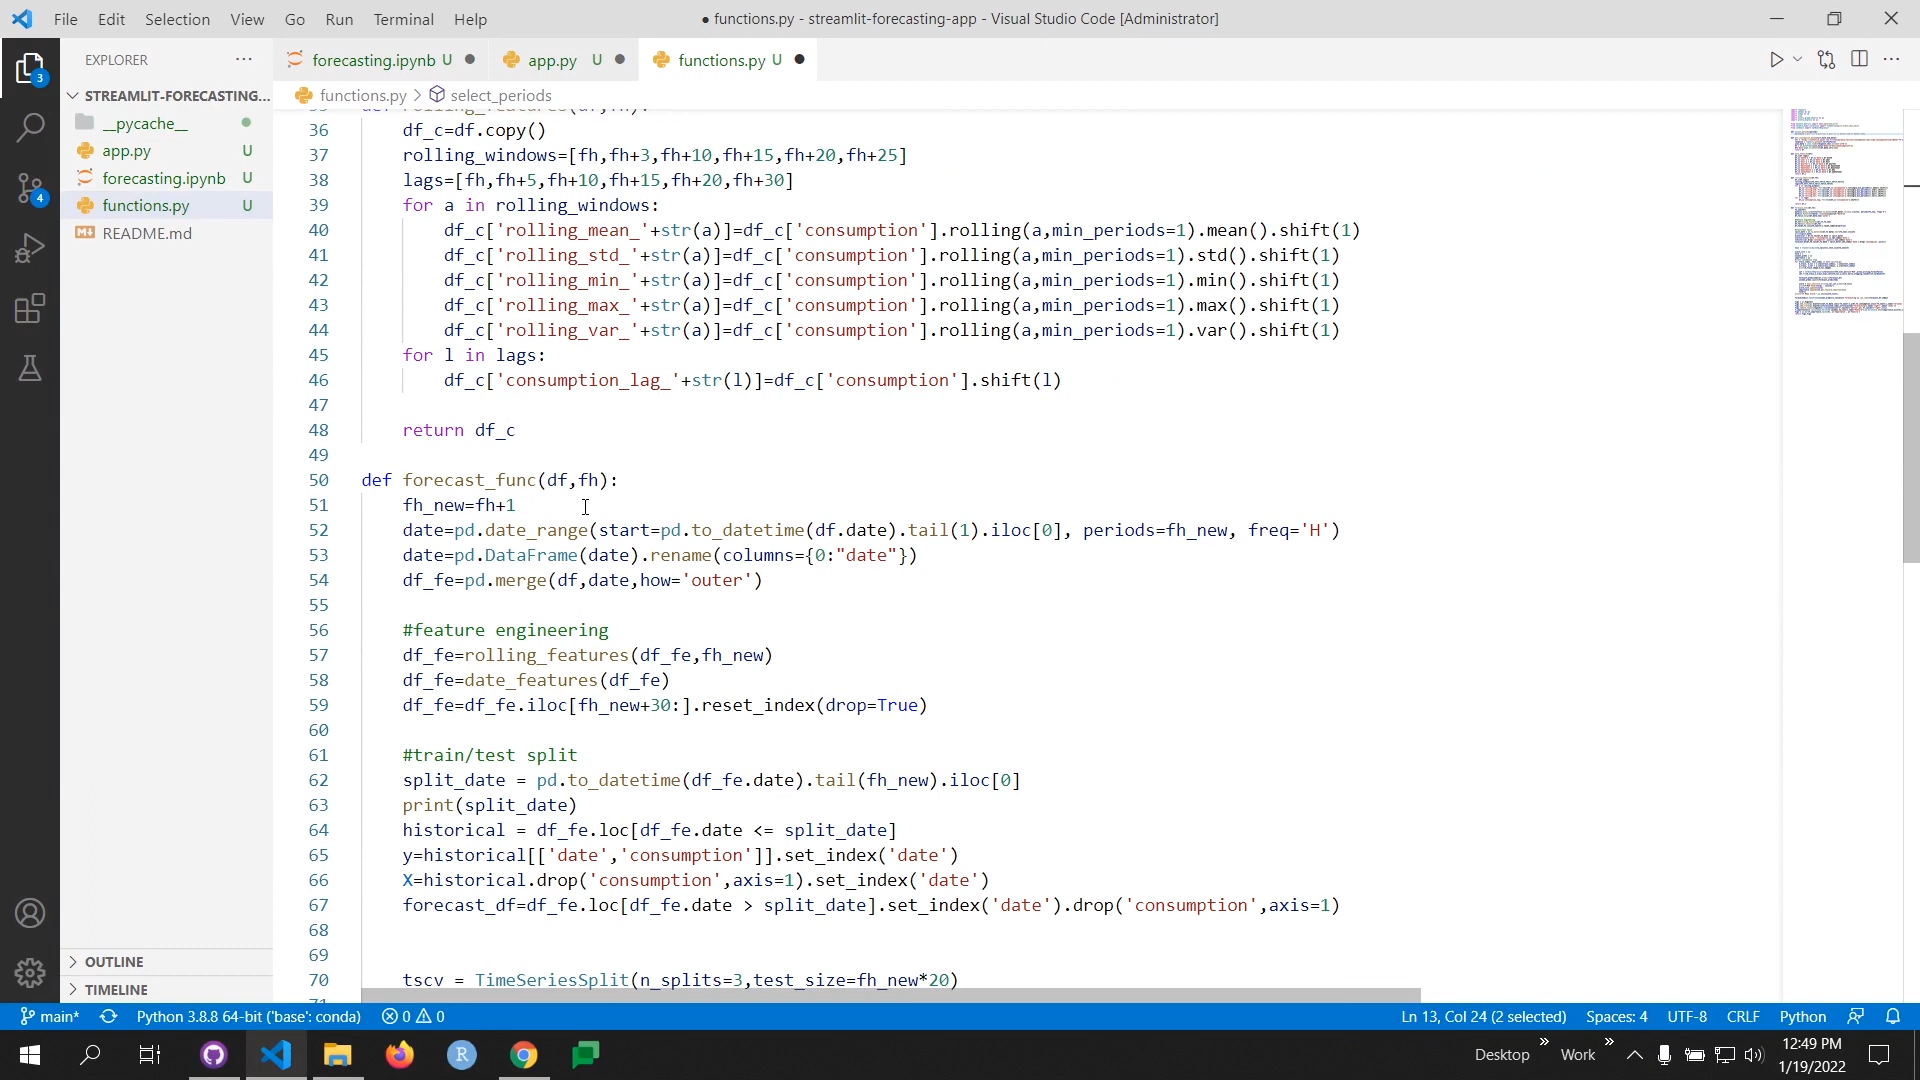 File Edit Selection View Go Run Terminal Help
● functions.py - streamlit-forecasting-app - Visual Studio Code [Administrator]
EXPLORER ···
forecasting.ipynb U ●
app.py U ●
functions.py U ●
STREAMLIT-FORECASTING...
functions.py > select_periods
__pycache__
app.py U
forecasting.ipynb U
functions.py U
README.md
3
4
36 df_c=df.copy()
37 rolling_windows=[fh,fh+3,fh+10,fh+15,fh+20,fh+25]
38 lags=[fh,fh+5,fh+10,fh+15,fh+20,fh+30]
39 for a in rolling_windows:
40 df_c['rolling_mean_'+str(a)]=df_c['consumption'].rolling(a,min_periods=1).mean().shift(1)
41 df_c['rolling_std_'+str(a)]=df_c['consumption'].rolling(a,min_periods=1).std().shift(1)
42 df_c['rolling_min_'+str(a)]=df_c['consumption'].rolling(a,min_periods=1).min().shift(1)
43 df_c['rolling_max_'+str(a)]=df_c['consumption'].rolling(a,min_periods=1).max().shift(1)
44 df_c['rolling_var_'+str(a)]=df_c['consumption'].rolling(a,min_periods=1).var().shift(1)
45 for l in lags:
46 df_c['consumption_lag_'+str(l)]=df_c['consumption'].shift(l)
47
48 return df_c
49
50 def forecast_func(df,fh):
51 fh_new=fh+1
52 date=pd.date_range(start=pd.to_datetime(df.date).tail(1).iloc[0], periods=fh_new, freq='H')
53 date=pd.DataFrame(date).rename(columns={0:"date"})
54 df_fe=pd.merge(df,date,how='outer')
55
56 #feature engineering
57 df_fe=rolling_features(df_fe,fh_new)
58 df_fe=date_features(df_fe)
59 df_fe=df_fe.iloc[fh_new+30:].reset_index(drop=True)
60
61 #train/test split
62 split_date = pd.to_datetime(df_fe.date).tail(fh_new).iloc[0]
63 print(split_date)
64 historical = df_fe.loc[df_fe.date <= split_date]
65 y=historical[['date','consumption']].set_index('date')
66 X=historical.drop('consumption',axis=1).set_index('date')
67 forecast_df=df_fe.loc[df_fe.date > split_date].set_index('date').drop('consumption',axis=1)
68
69
70 tscv = TimeSeriesSplit(n_splits=3,test_size=fh_new*20)
OUTLINE
TIMELINE
main* Python 3.8.8 64-bit ('base': conda) 0 0 Ln 13, Col 24 (2 selected) Spaces: 4 UTF-8 CRLF Python
Desktop » Work » 12:49 PM
1/19/2022